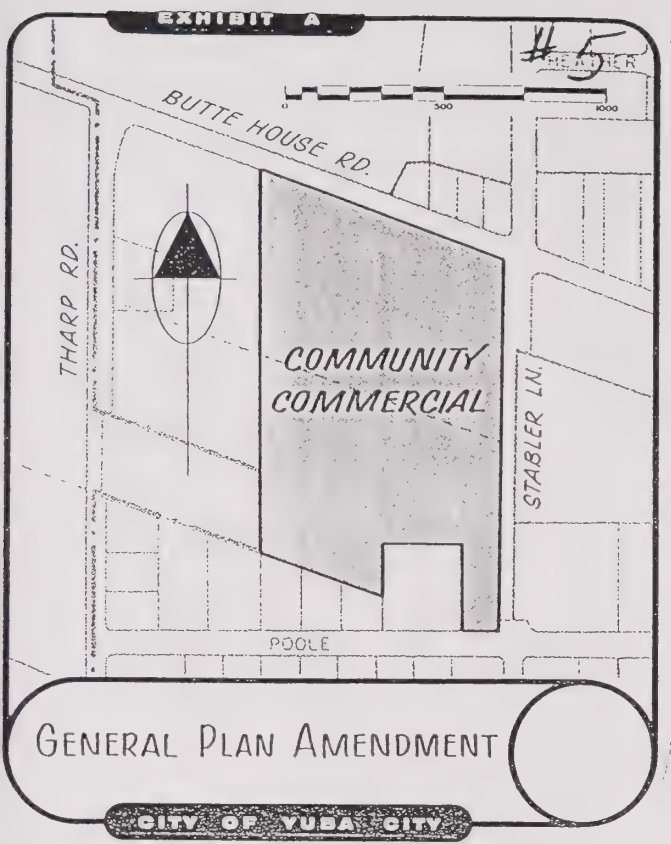 EXHIBIT A
# 5
HEATHER
0 500 1000
BUTTE HOUSE RD.
THARP RD.
COMMUNITY
COMMERCIAL
STABLER LN.
POOLE
GENERAL PLAN AMENDMENT
CITY OF YUBA CITY